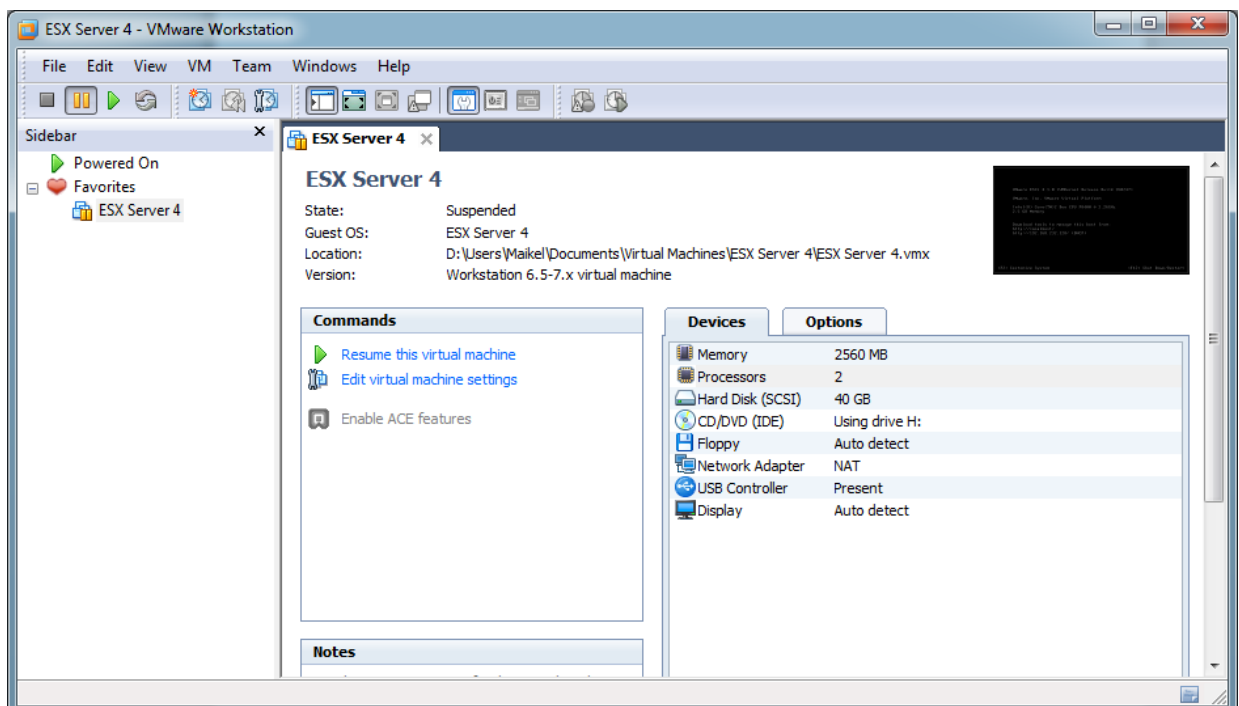 ESX Server 4 - VMware Workstation
File Edit View VM Team Windows Help
Sidebar
Powered On
Favorites
ESX Server 4
ESX Server 4
ESX Server 4
State: Suspended
Guest OS: ESX Server 4
Location: D:\Users\Maikel\Documents\Virtual Machines\ESX Server 4\ESX Server 4.vmx
Version: Workstation 6.5-7.x virtual machine
Commands
Resume this virtual machine
Edit virtual machine settings
Enable ACE features
Devices Options
Memory 2560 MB
Processors 2
Hard Disk (SCSI) 40 GB
CD/DVD (IDE) Using drive H:
Floppy Auto detect
Network Adapter NAT
USB Controller Present
Display Auto detect
Notes